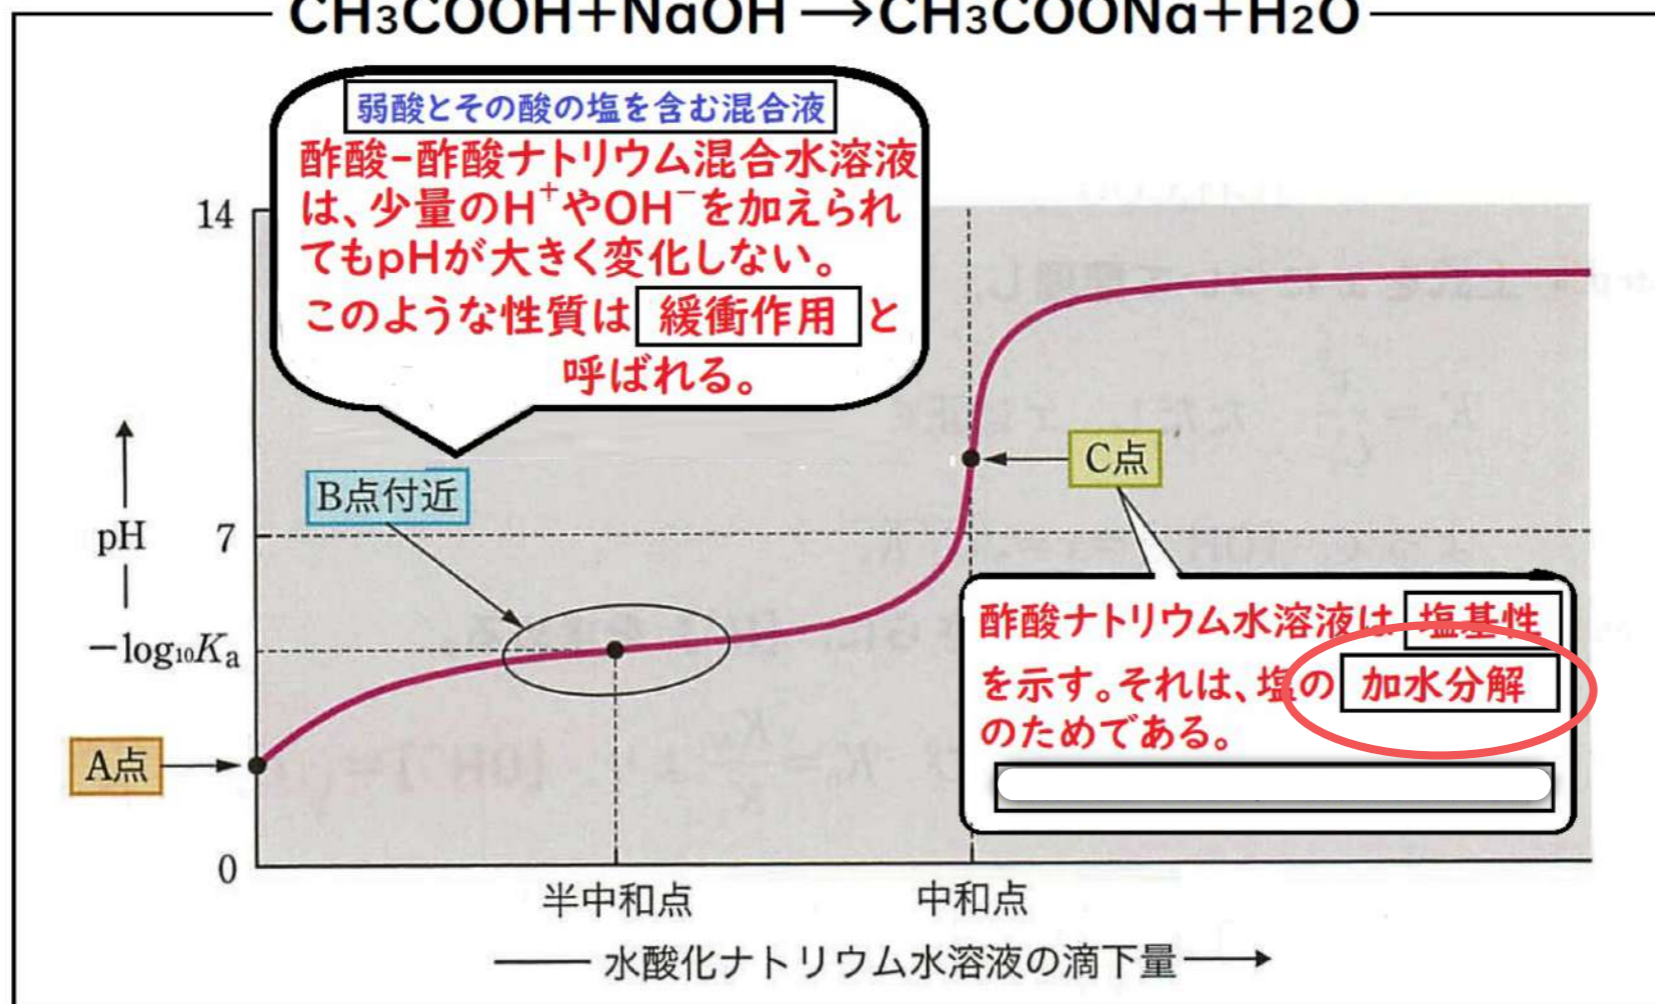 CH₃COOH+NaOH→CH₃COONa+H₂O
弱酸とその酸の塩を含む混合液
酢酸-酢酸ナトリウム混合水溶液
は、少量のH⁺やOH⁻を加えられ
てもpHが大きく変化しない。
このような性質は 緩衝作用 と
呼ばれる。
14
B点付近
C点
pH
7
−log₁₀Kₐ
酢酸ナトリウム水溶液は 塩基性
を示す。それは、塩の 加水分解
のためである。
A点
0
半中和点
中和点
水酸化ナトリウム水溶液の滴下量